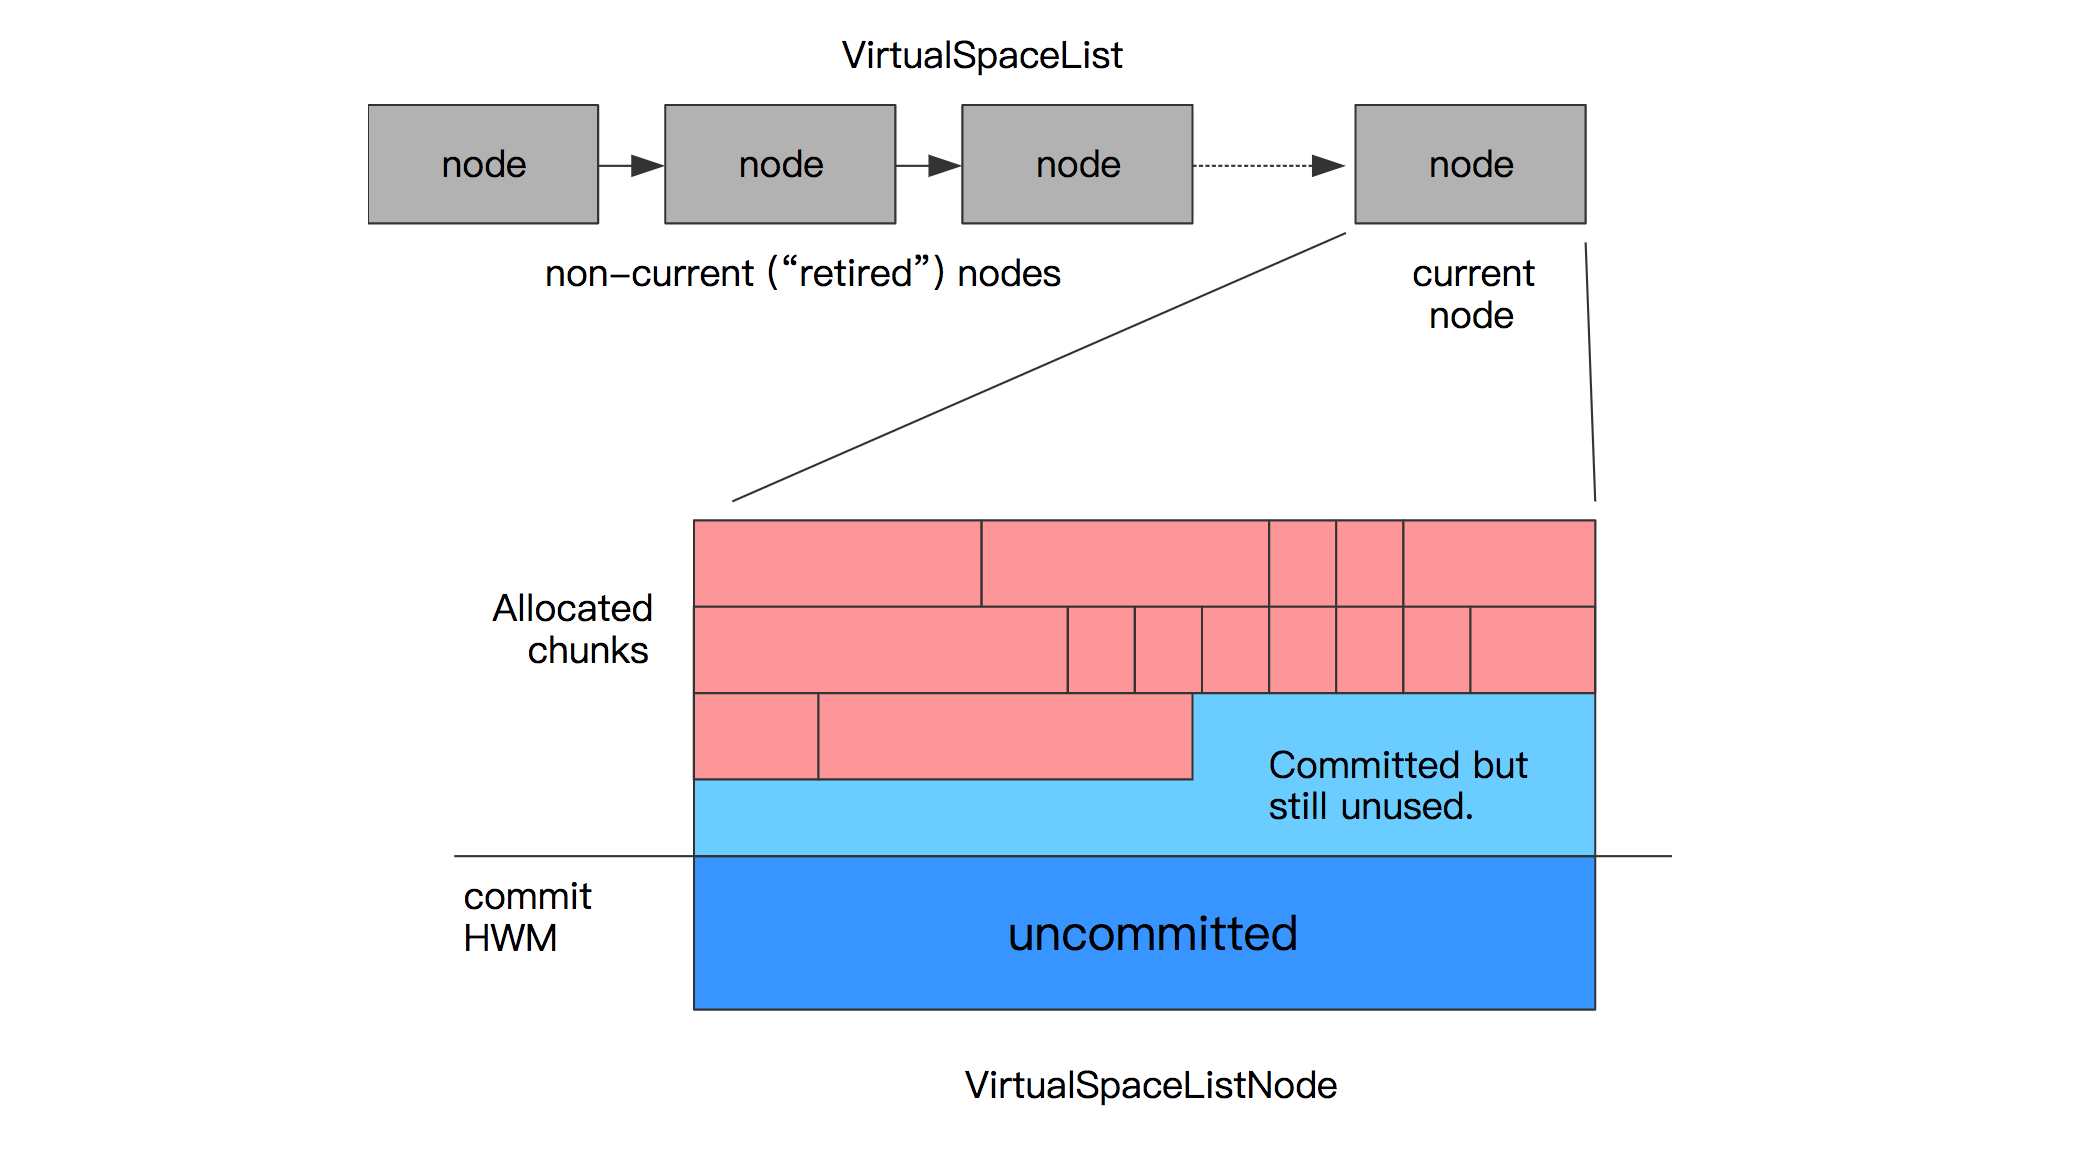 VirtualSpaceList
node
node
node
node
non–current (“retired”) nodes
current
node
Allocated
chunks
Committed but
still unused.
commit
HWM
uncommitted
VirtualSpaceListNode